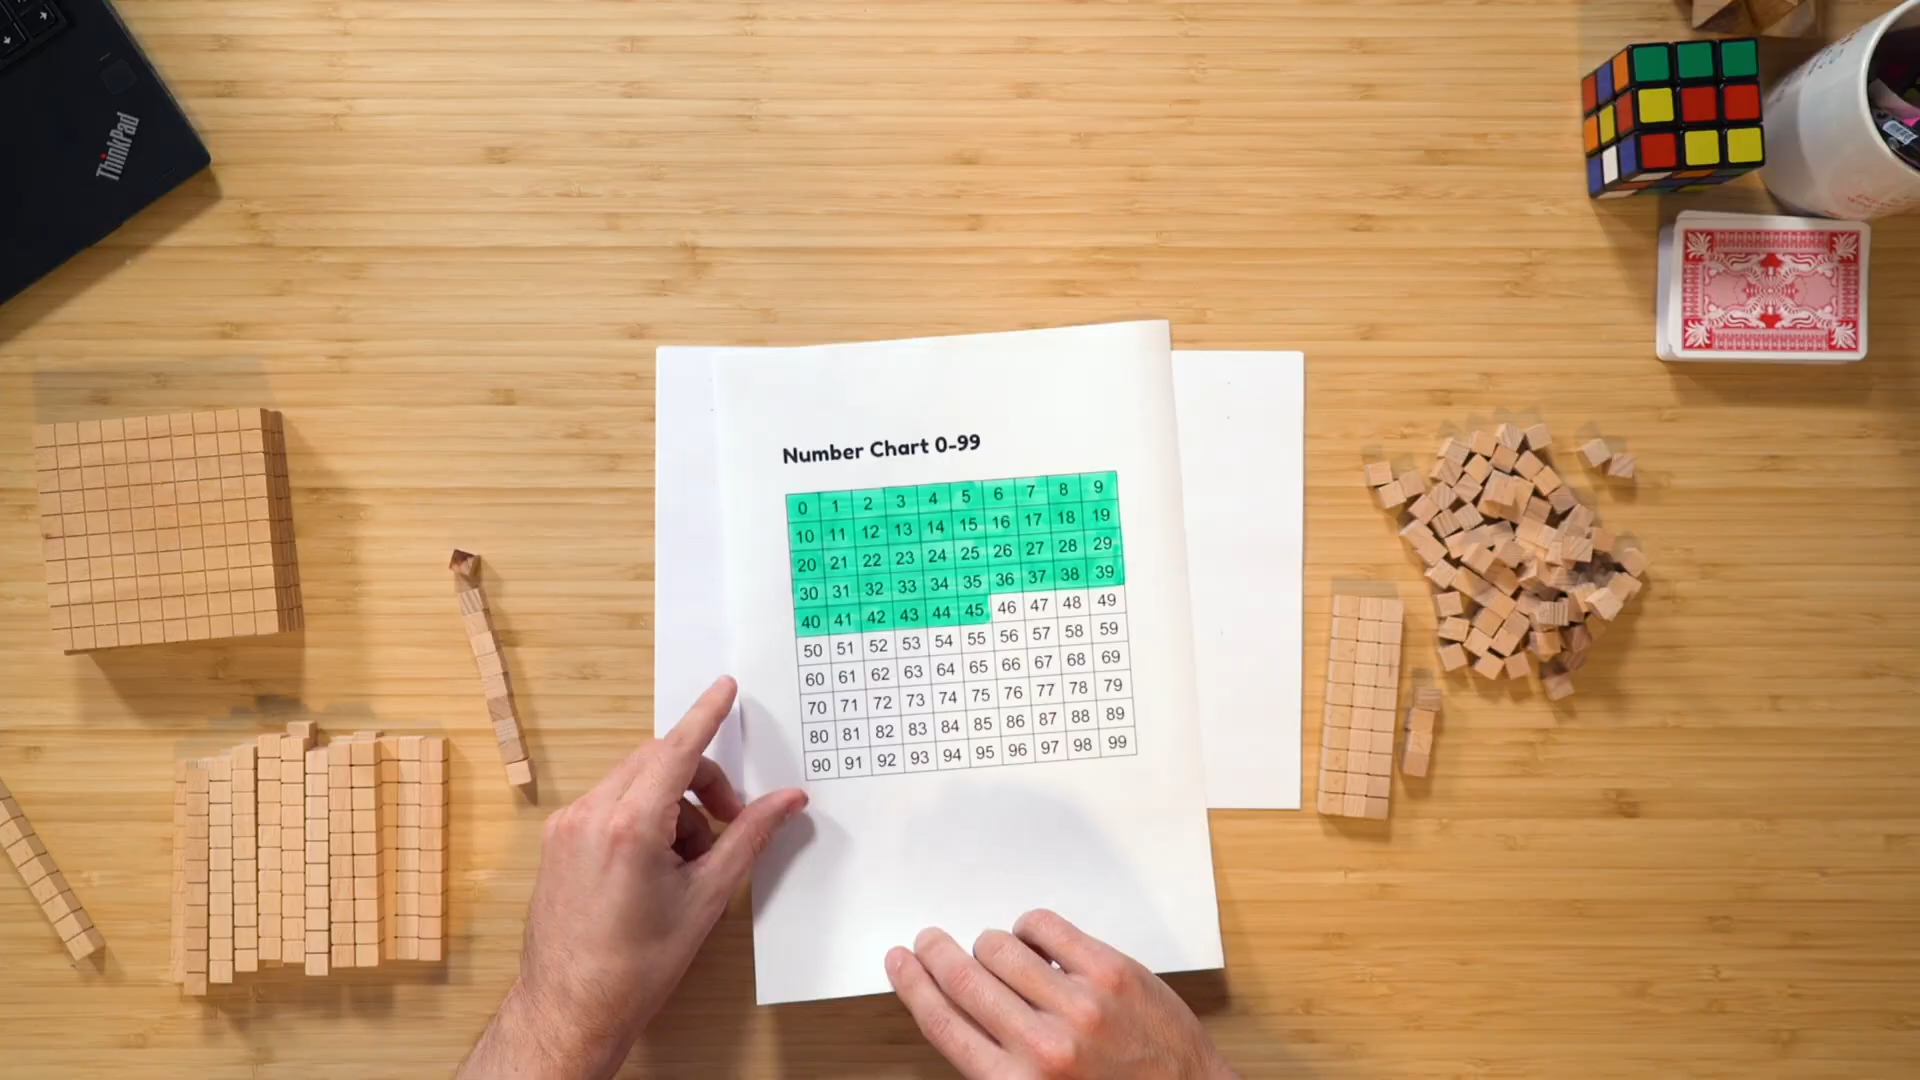 ThinkPad
Number Chart 0-99
0 1 2 3 4 5 6 7 8 9
10 11 12 13 14 15 16 17 18 19
20 21 22 23 24 25 26 27 28 29
30 31 32 33 34 35 36 37 38 39
40 41 42 43 44 45 46 47 48 49
50 51 52 53 54 55 56 57 58 59
60 61 62 63 64 65 66 67 68 69
70 71 72 73 74 75 76 77 78 79
80 81 82 83 84 85 86 87 88 89
90 91 92 93 94 95 96 97 98 99